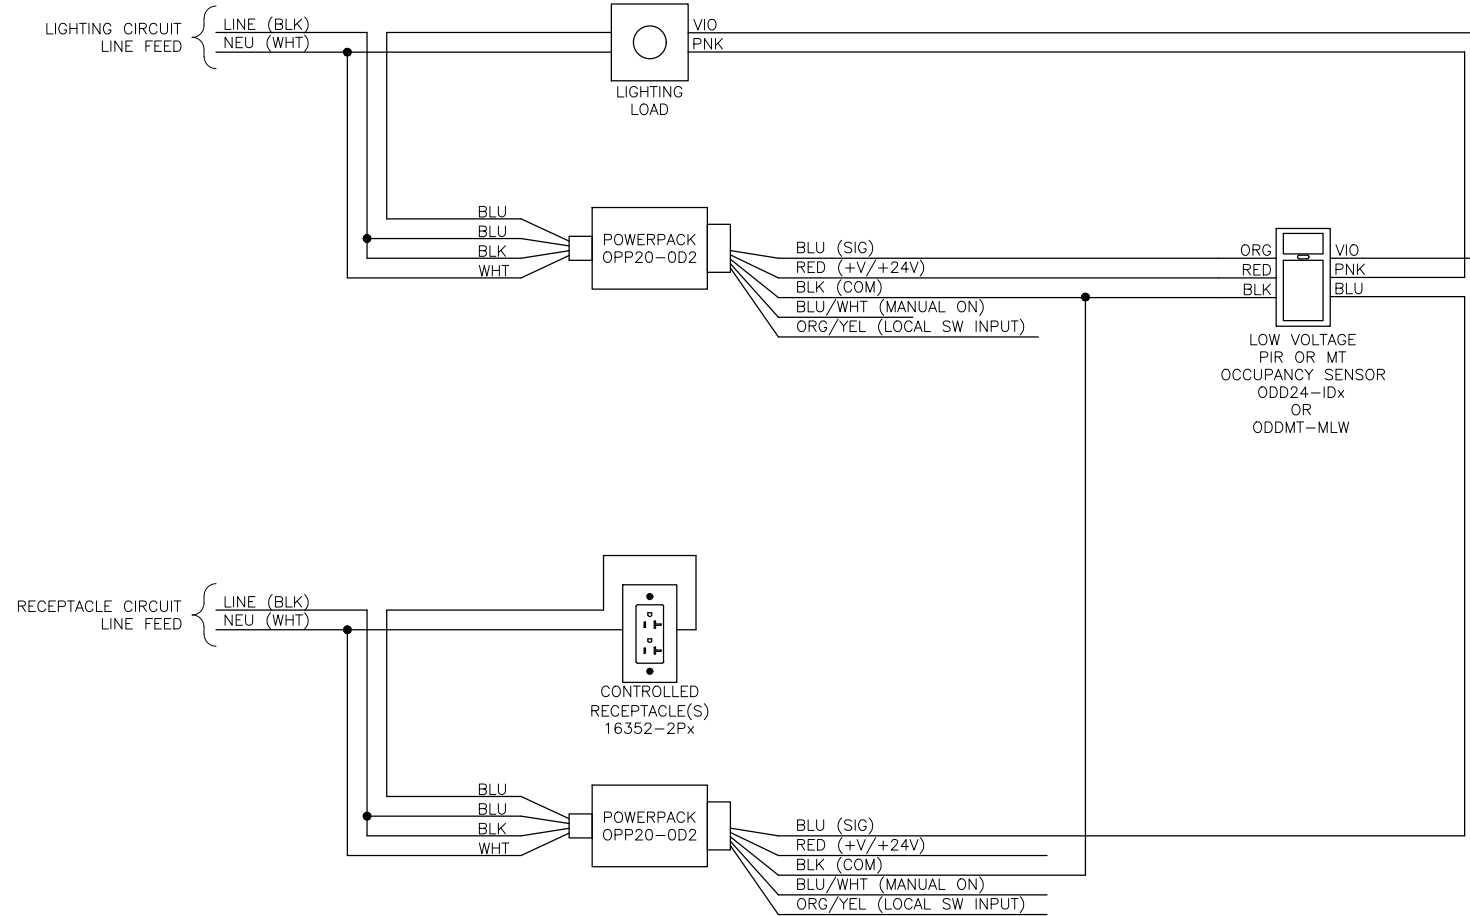 LIGHTING CIRCUIT
LINE FEED
LINE (BLK)
NEU (WHT)
VIO
PNK
LIGHTING
LOAD
BLU
BLU
BLK
WHT
POWERPACK
OPP20-0D2
BLU (SIG)
RED (+V/+24V)
BLK (COM)
BLU/WHT (MANUAL ON)
ORG/YEL (LOCAL SW INPUT)
ORG
RED
BLK
VIO
PNK
BLU
LOW VOLTAGE
PIR OR MT
OCCUPANCY SENSOR
ODD24-IDx
OR
ODDMT-MLW
RECEPTACLE CIRCUIT
LINE FEED
LINE (BLK)
NEU (WHT)
CONTROLLED
RECEPTACLE(S)
16352-2Px
BLU
BLU
BLK
WHT
POWERPACK
OPP20-0D2
BLU (SIG)
RED (+V/+24V)
BLK (COM)
BLU/WHT (MANUAL ON)
ORG/YEL (LOCAL SW INPUT)